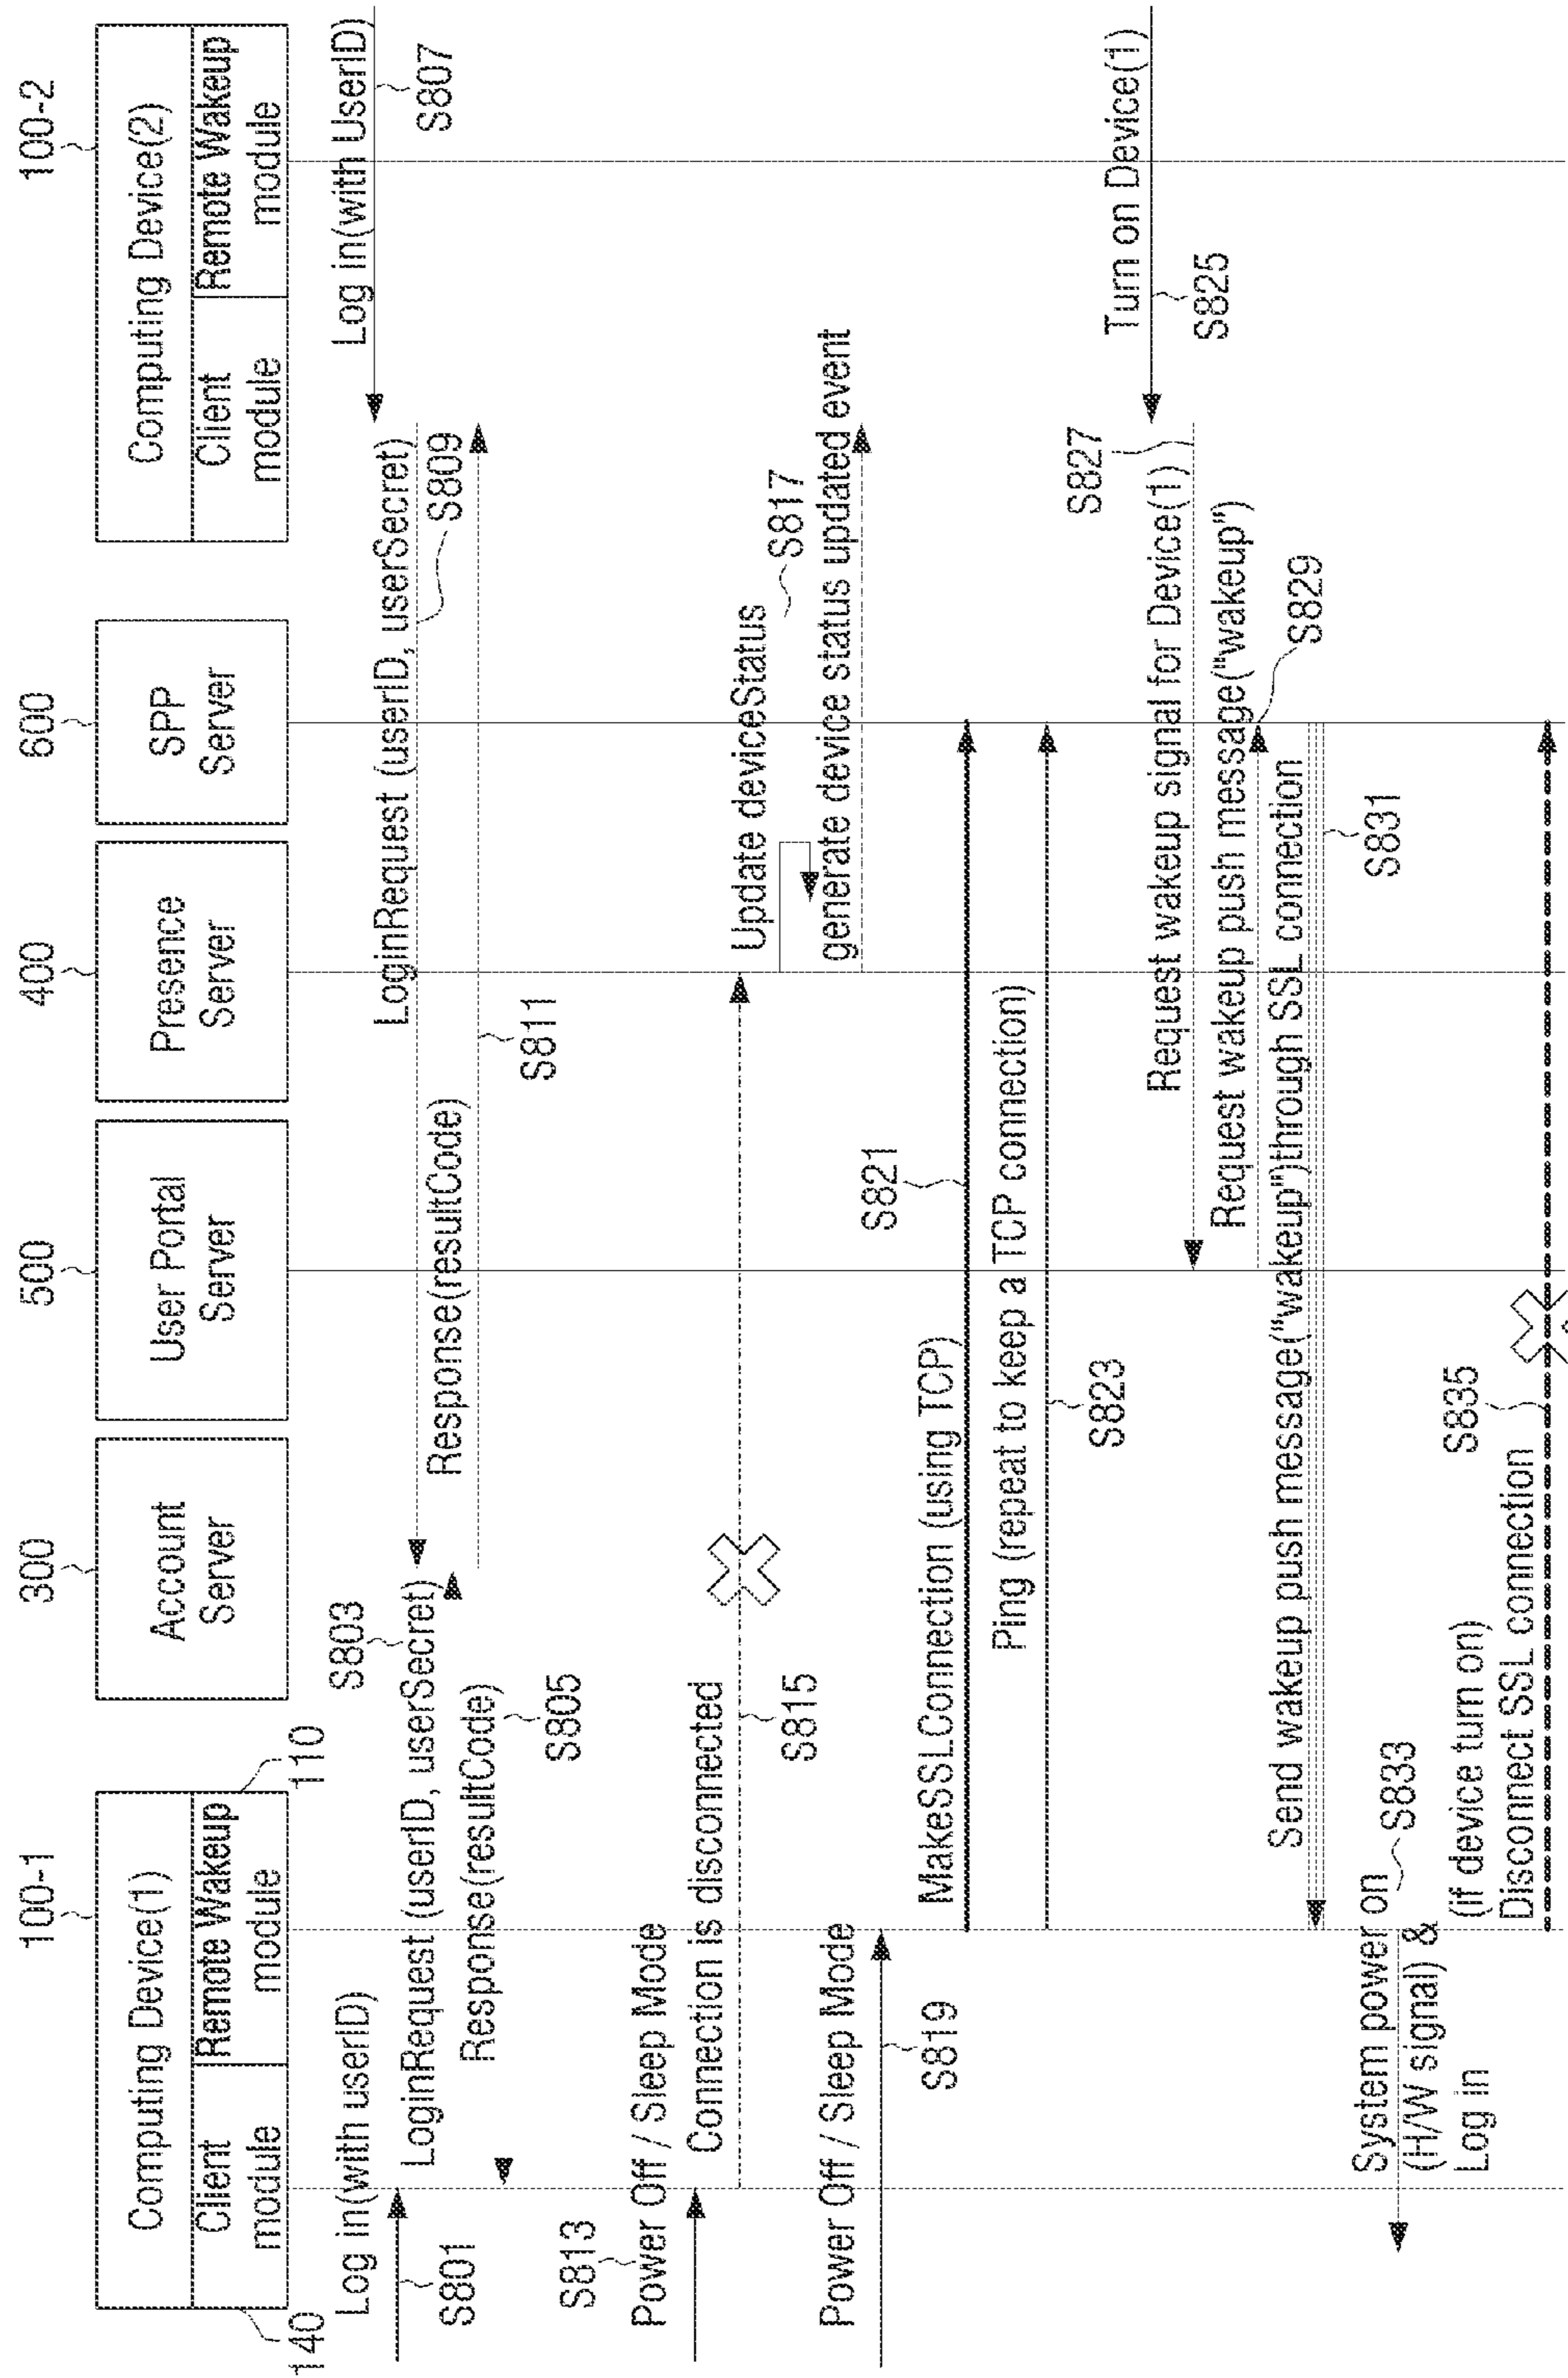 100-1
300
500
400
600
100-2
Computing Device(1)
Client
module
Remote Wakeup
module
140
110
Account
Server
User Portal
Server
Presence
Server
SPP
Server
Computing Device(2)
Client
module
Remote Wakeup
module
Log in(with userID)
S801
LoginRequest (userID, userSecret)
S803
Response(resultCode)
S805
Log in(with UserID)
S807
LoginRequest (userID, userSecret)
S809
Response(resultCode)
S811
S813
Power Off / Sleep Mode
Connection is disconnected
S815
Update deviceStatus
S817
generate device status updated event
Power Off / Sleep Mode
S819
MakeSSLConnection (using TCP)
S821
Ping (repeat to keep a TCP connection)
S823
Turn on Device(1)
S825
Request wakeup signal for Device(1)
S827
Request wakeup push message("wakeup")
S829
Send wakeup push message("wakeup")through SSL connection
S831
System power on
(H/W signal) &
Log in
S833
(if device turn on)
Disconnect SSL connection
S835